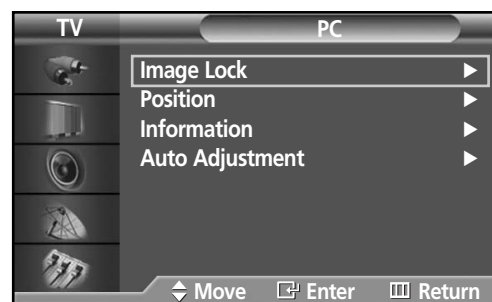 TV PC
Image Lock
Position
Information
Auto Adjustment
Move Enter Return